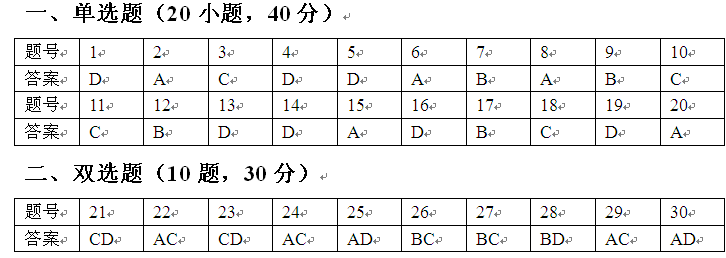 一、单选题（20 小题，40 分）
题号 1 2 3 4 5 6 7 8 9 10
答案 D A C D D A B A B C
题号 11 12 13 14 15 16 17 18 19 20
答案 C B D D A D B C D A
二、双选题（10 题，30 分）
题号 21 22 23 24 25 26 27 28 29 30
答案 CD AC CD AC AD BC BC BD AC AD